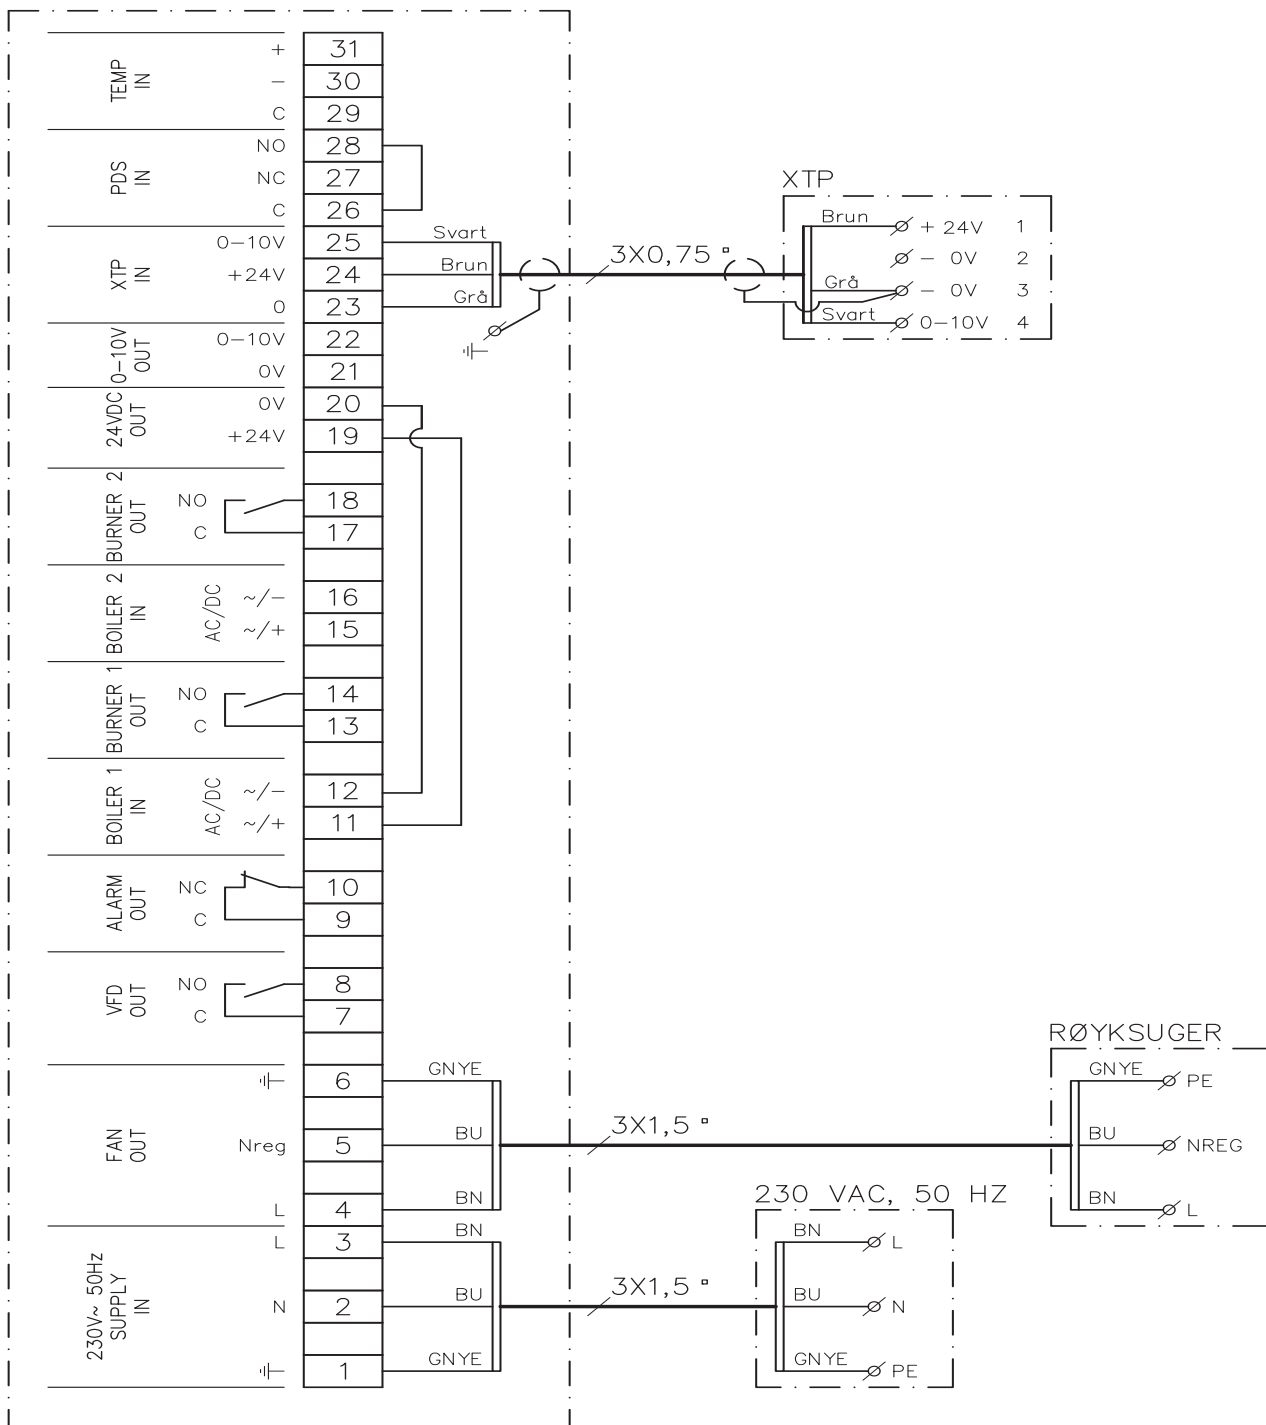 TEMP IN
+ 31
- 30
C 29
PDS IN
NO 28
NC 27
C 26
XTP IN
0-10V 25 Svart
+24V 24 Brun
0 23 Grå
3X0,75 ▫
XTP
Brun + 24V 1
- 0V 2
Grå - 0V 3
Svart 0-10V 4
0-10V OUT
0-10V 22
0V 21
24VDC OUT
0V 20
+24V 19
BURNER 2 OUT
NO 18
C 17
BOILER 2 IN
AC/DC
~/- 16
~/+ 15
BURNER 1 OUT
NO 14
C 13
BOILER 1 IN
AC/DC
~/- 12
~/+ 11
ALARM OUT
NC 10
C 9
VFD OUT
NO 8
C 7
FAN OUT
6 GNYE
Nreg 5 BU
L 4 BN
3X1,5 ▫
RØYKSUGER
GNYE PE
BU NREG
BN L
230V~ 50Hz
SUPPLY
IN
L 3 BN
N 2 BU
1 GNYE
3X1,5 ▫
230 VAC, 50 HZ
BN L
BU N
GNYE PE